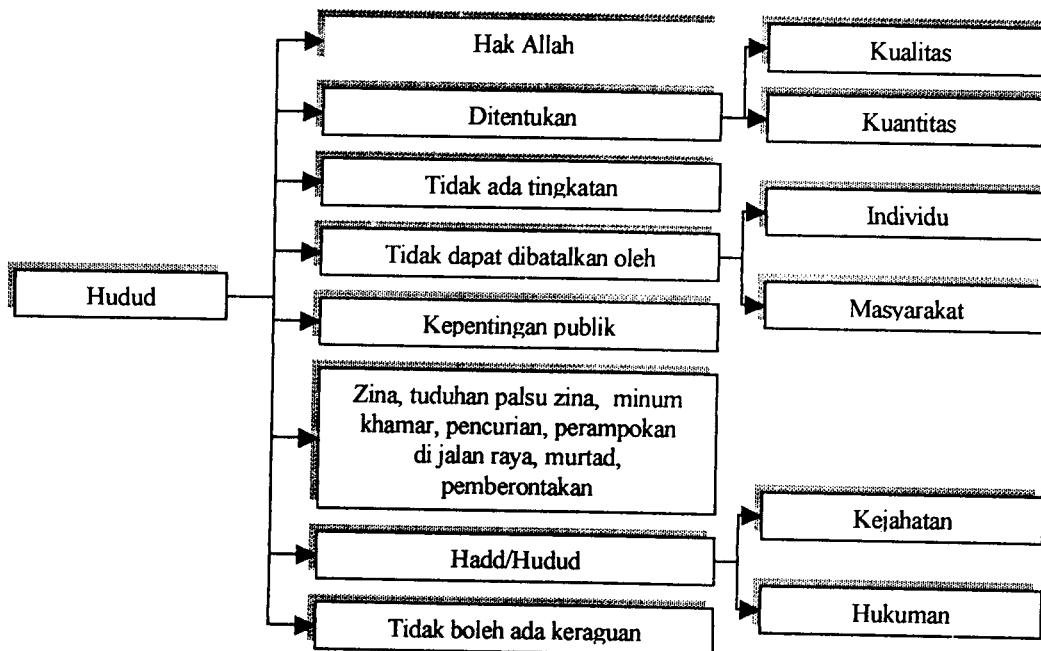 Hudud
Hak Allah
Ditentukan
Kualitas
Kuantitas
Tidak ada tingkatan
Tidak dapat dibatalkan oleh
Individu
Masyarakat
Kepentingan publik
Zina, tuduhan palsu zina, minum
khamar, pencurian, perampokan
di jalan raya, murtad,
pemberontakan
Hadd/Hudud
Kejahatan
Hukuman
Tidak boleh ada keraguan